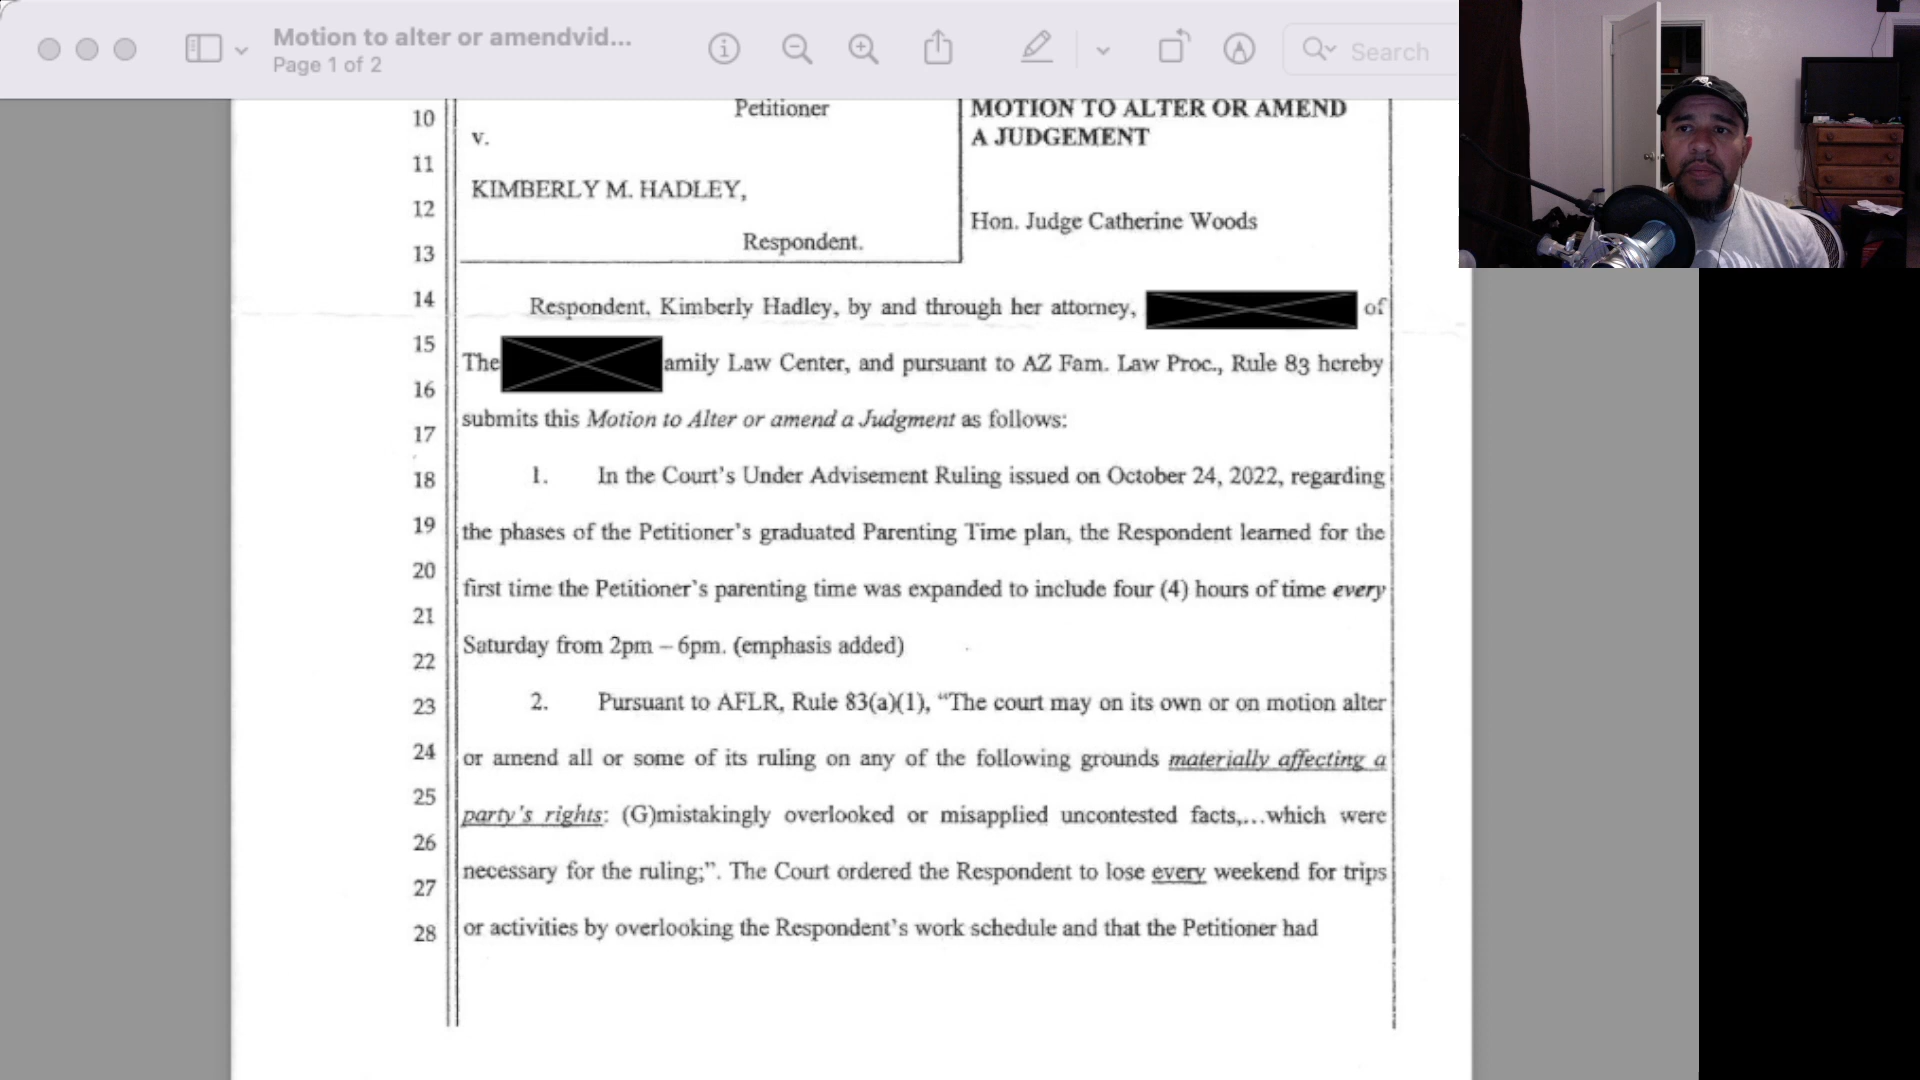 Motion to alter or amendvid...
Page 1 of 2
Search
Petitioner
v.
KIMBERLY M. HADLEY,
Respondent.
MOTION TO ALTER OR AMEND
A JUDGEMENT
Hon. Judge Catherine Woods
10
11
12
13
14
15
16
17
18
19
20
21
22
23
24
25
26
27
28
Respondent, Kimberly Hadley, by and through her attorney, of
The amily Law Center, and pursuant to AZ Fam. Law Proc., Rule 83 hereby
submits this Motion to Alter or amend a Judgment as follows:
1. In the Court's Under Advisement Ruling issued on October 24, 2022, regarding
the phases of the Petitioner's graduated Parenting Time plan, the Respondent learned for the
first time the Petitioner's parenting time was expanded to include four (4) hours of time every
Saturday from 2pm – 6pm. (emphasis added)
2. Pursuant to AFLR, Rule 83(a)(1), “The court may on its own or on motion alter
or amend all or some of its ruling on any of the following grounds materially affecting a
party's rights: (G)mistakingly overlooked or misapplied uncontested facts,...which were
necessary for the ruling;”. The Court ordered the Respondent to lose every weekend for trips
or activities by overlooking the Respondent's work schedule and that the Petitioner had